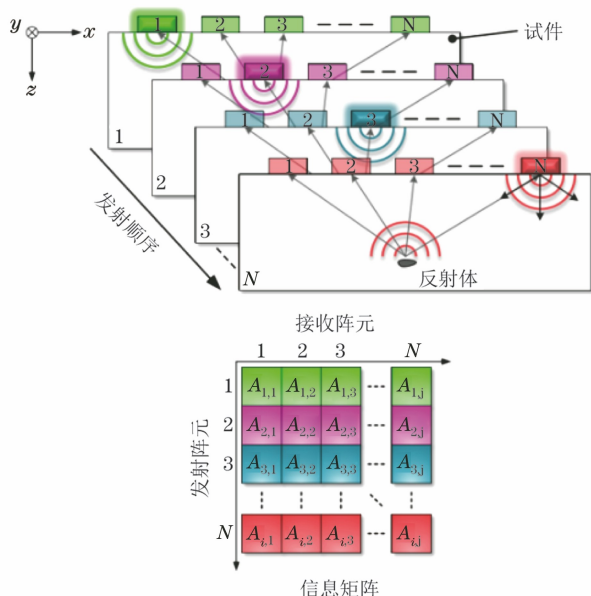 y x z
1 2 3 N 试件
1 2 3 N
1
1 2 3 N
2
1 2 3 N
3
发射顺序
N
反射体
接收阵元
1 2 3 N
1 A1,1 A1,2 A1,3 A1,j
2 A2,1 A2,2 A2,3 A2,j
3 A3,1 A3,2 A3,3 A3,j
发射阵元
N Ai,1 Ai,2 Ai,3 Ai,j
信息矩阵